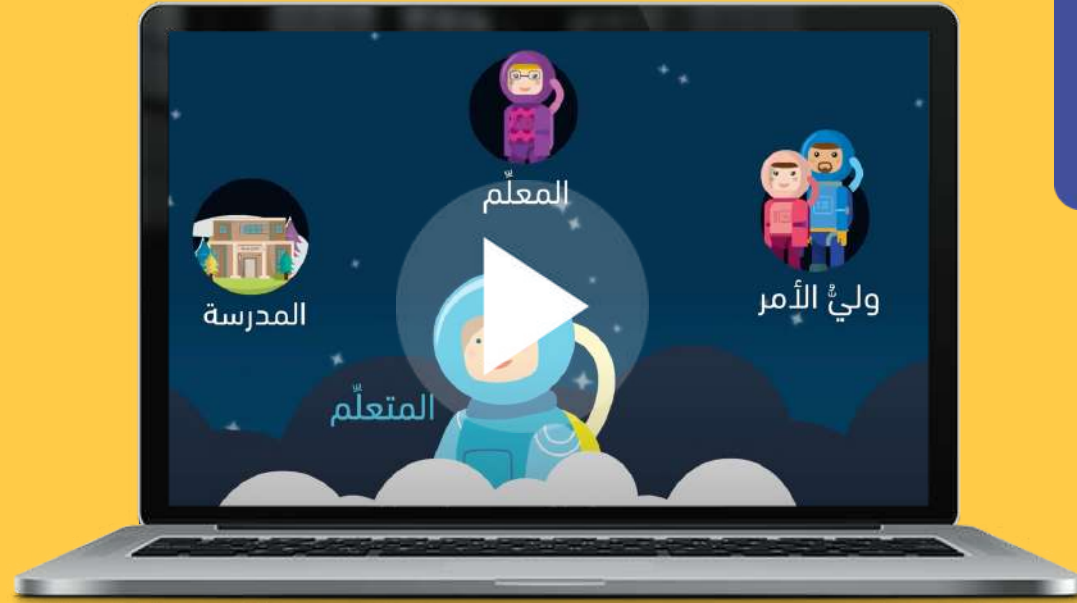 المعلّم
وليُّ الأمر
المدرسة
المتعلّم